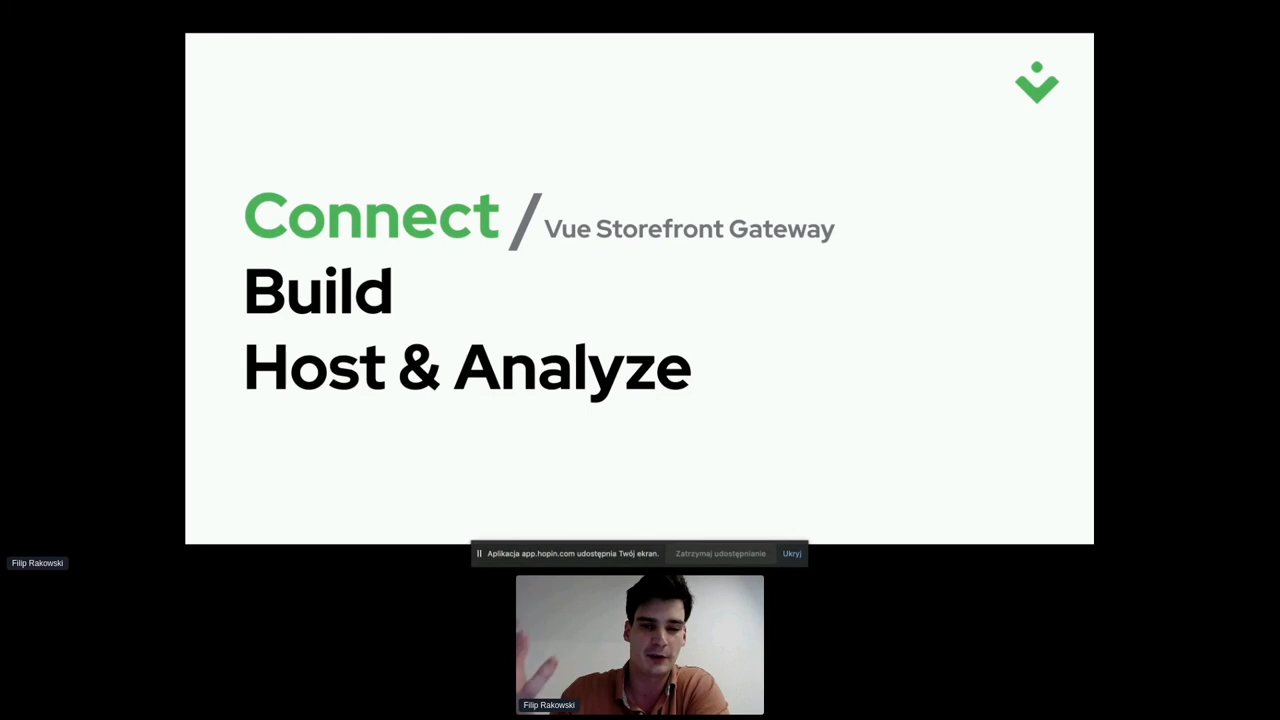 Connect / Vue Storefront Gateway
Build
Host & Analyze
Filip Rakowski
Aplikacja app.hopin.com udostępnia Twój ekran. Zatrzymaj udostępnianie Ukryj
Filip Rakowski